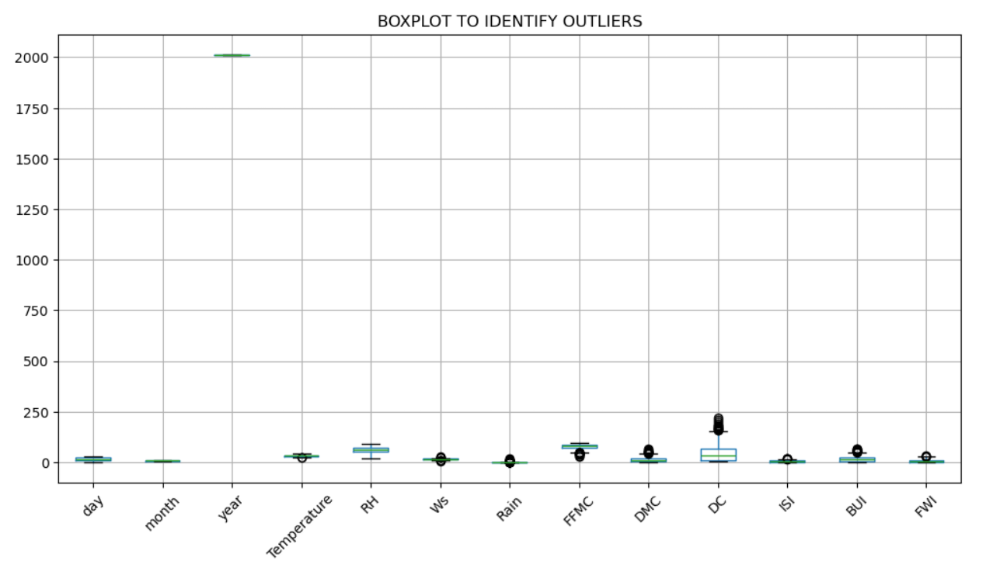 BOXPLOT TO IDENTIFY OUTLIERS
2000
1750
1500
1250
1000
750
500
250
0
day
month
year
Temperature
RH
Ws
Rain
FFMC
DMC
DC
ISI
BUI
FWI